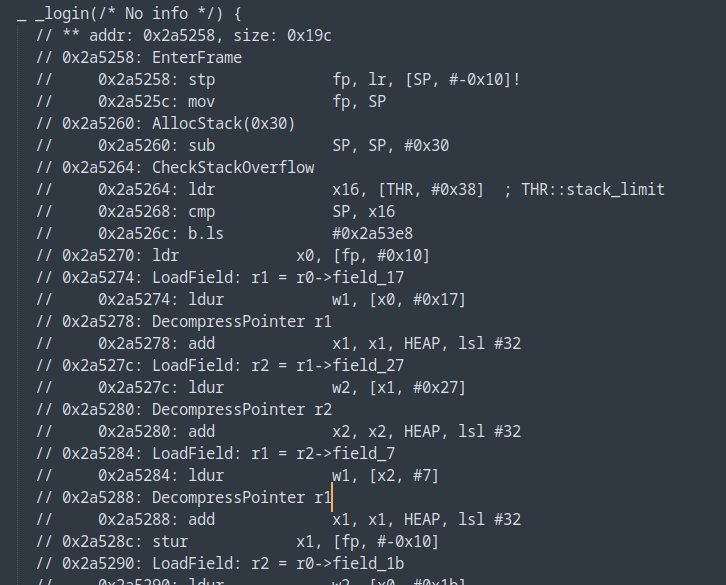 _ _login(/* No info */) {
// ** addr: 0x2a5258, size: 0x19c
// 0x2a5258: EnterFrame
//     0x2a5258: stp             fp, lr, [SP, #-0x10]!
//     0x2a525c: mov             fp, SP
// 0x2a5260: AllocStack(0x30)
//     0x2a5260: sub             SP, SP, #0x30
// 0x2a5264: CheckStackOverflow
//     0x2a5264: ldr             x16, [THR, #0x38]  ; THR::stack_limit
//     0x2a5268: cmp             SP, x16
//     0x2a526c: b.ls            #0x2a53e8
// 0x2a5270: ldr             x0, [fp, #0x10]
// 0x2a5274: LoadField: r1 = r0->field_17
//     0x2a5274: ldur            w1, [x0, #0x17]
// 0x2a5278: DecompressPointer r1
//     0x2a5278: add             x1, x1, HEAP, lsl #32
// 0x2a527c: LoadField: r2 = r1->field_27
//     0x2a527c: ldur            w2, [x1, #0x27]
// 0x2a5280: DecompressPointer r2
//     0x2a5280: add             x2, x2, HEAP, lsl #32
// 0x2a5284: LoadField: r1 = r2->field_7
//     0x2a5284: ldur            w1, [x2, #7]
// 0x2a5288: DecompressPointer r1
//     0x2a5288: add             x1, x1, HEAP, lsl #32
// 0x2a528c: stur            x1, [fp, #-0x10]
// 0x2a5290: LoadField: r2 = r0->field_1b
//     0x2a5290: ldur            w2, [x0, #0x1b]